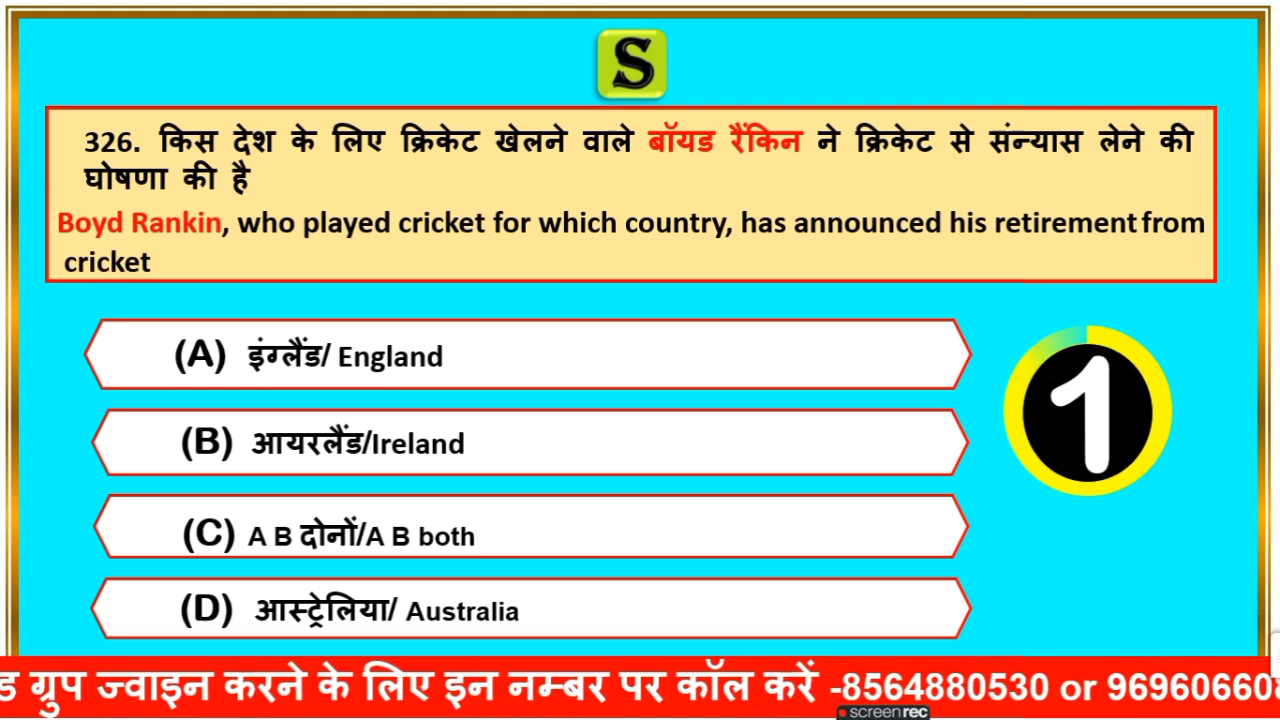 S
326. किस देश के लिए क्रिकेट खेलने वाले बॉयड रैंकिन ने क्रिकेट से संन्यास लेने की
घोषणा की है
Boyd Rankin, who played cricket for which country, has announced his retirement from
cricket
(A) इंग्लैंड/ England
1
(B) आयरलैंड/Ireland
(C) A B दोनों/A B both
(D) आस्ट्रेलिया/ Australia
ग्रुप ज्वाइन करने के लिए इन नम्बर पर कॉल करें -8564880530 or
screenrec